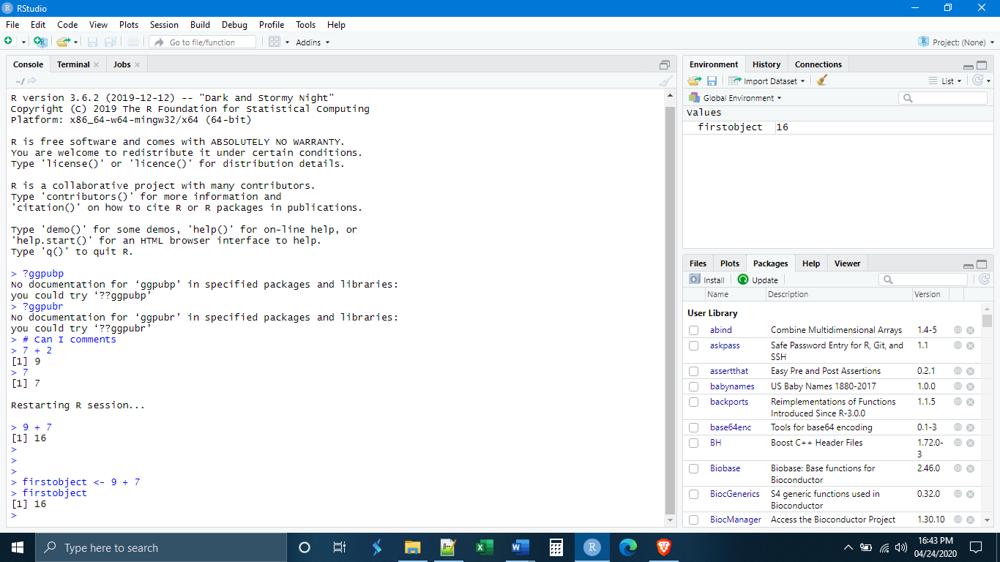 RStudio
File Edit Code View Plots Session Build Debug Profile Tools Help
Go to file/function Addins Project: (None)
Console Terminal Jobs
~/
R version 3.6.2 (2019-12-12) -- "Dark and Stormy Night"
Copyright (C) 2019 The R Foundation for Statistical Computing
Platform: x86_64-w64-mingw32/x64 (64-bit)
R is free software and comes with ABSOLUTELY NO WARRANTY.
You are welcome to redistribute it under certain conditions.
Type 'license()' or 'licence()' for distribution details.
R is a collaborative project with many contributors.
Type 'contributors()' for more information and
'citation()' on how to cite R or R packages in publications.
Type 'demo()' for some demos, 'help()' for on-line help, or
'help.start()' for an HTML browser interface to help.
Type 'q()' to quit R.
> ?ggpubp
No documentation for ‘ggpubp’ in specified packages and libraries:
you could try ‘??ggpubp’
> ?ggpubr
No documentation for ‘ggpubr’ in specified packages and libraries:
you could try ‘??ggpubr’
> # Can I comments
> 7 + 2
[1] 9
> 7
[1] 7
Restarting R session...
> 9 + 7
[1] 16
>
>
>
> firstobject <- 9 + 7
> firstobject
[1] 16
>
Environment History Connections
Import Dataset List
Global Environment
Values
firstobject 16
Files Plots Packages Help Viewer
Install Update
Name Description Version
User Library
abind Combine Multidimensional Arrays 1.4-5
askpass Safe Password Entry for R, Git, and 1.1
SSH
assertthat Easy Pre and Post Assertions 0.2.1
babynames US Baby Names 1880-2017 1.0.0
backports Reimplementations of Functions 1.1.5
Introduced Since R-3.0.0
base64enc Tools for base64 encoding 0.1-3
BH Boost C++ Header Files 1.72.0-
3
Biobase Biobase: Base functions for 2.46.0
Bioconductor
BiocGenerics S4 generic functions used in 0.32.0
Bioconductor
BiocManager Access the Bioconductor Project 1.30.10
Type here to search
16:43 PM
04/24/2020